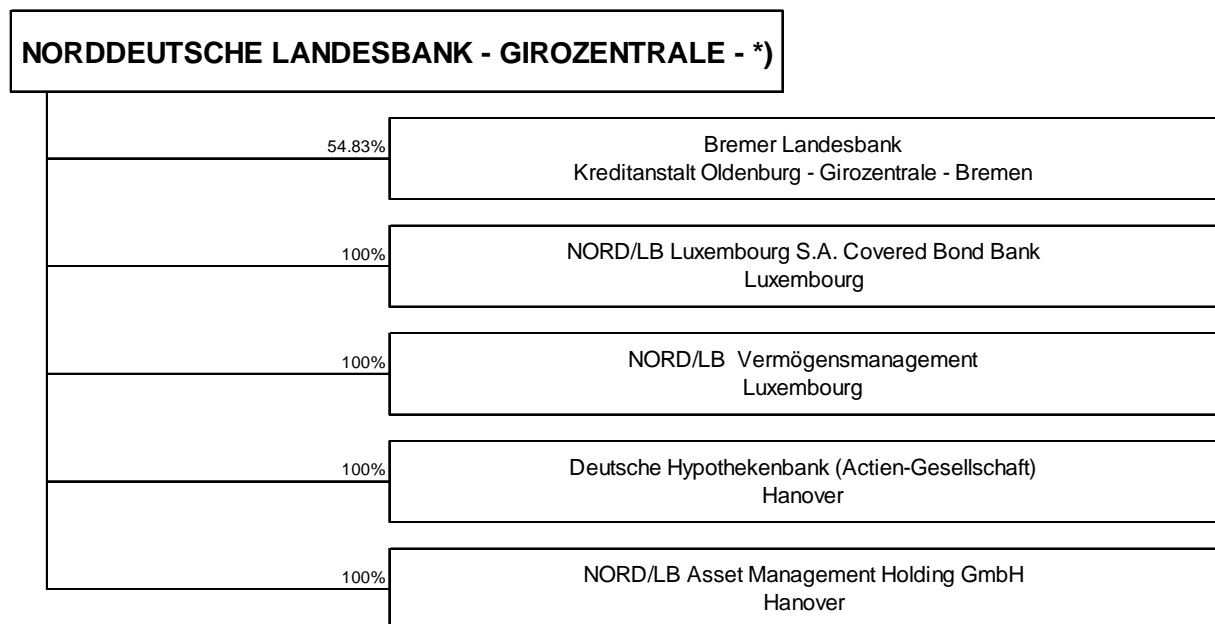 NORDDEUTSCHE LANDESBANK - GIROZENTRALE - *)
54.83%
Bremer Landesbank
Kreditanstalt Oldenburg - Girozentrale - Bremen
100%
NORD/LB Luxembourg S.A. Covered Bond Bank
Luxembourg
100%
NORD/LB Vermögensmanagement
Luxembourg
100%
Deutsche Hypothekenbank (Actien-Gesellschaft)
Hanover
100%
NORD/LB Asset Management Holding GmbH
Hanover